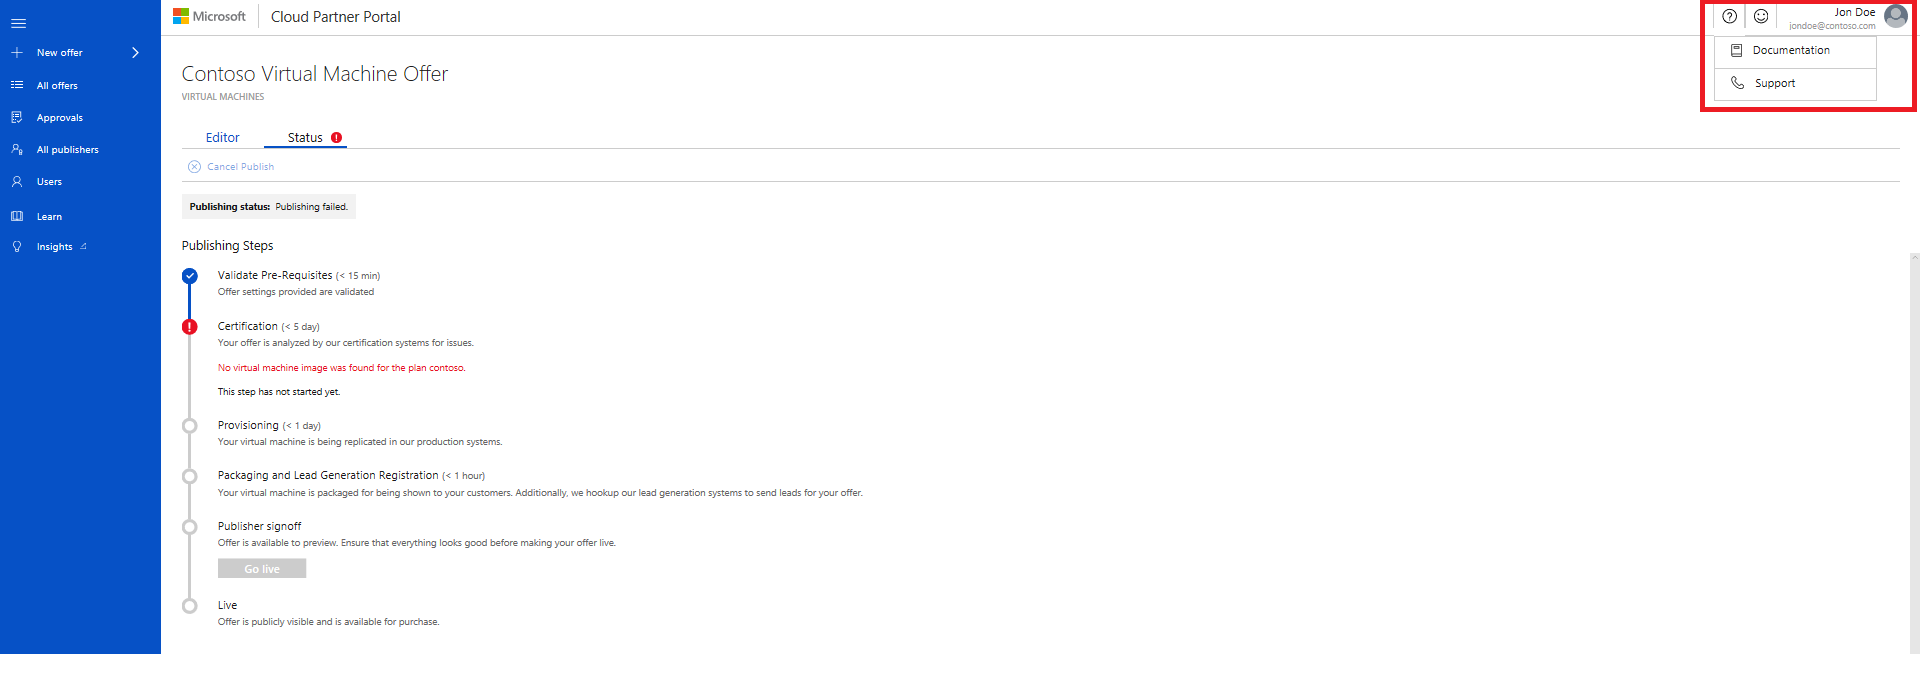 Microsoft Cloud Partner Portal
Jon Doe
jondoe@contoso.com
Documentation
Support
New offer
All offers
Approvals
All publishers
Users
Learn
Insights
Contoso Virtual Machine Offer
VIRTUAL MACHINES
Editor Status
Cancel Publish
Publishing status: Publishing failed.
Publishing Steps
Validate Pre-Requisites (< 15 min)
Offer settings provided are validated
Certification (< 5 day)
Your offer is analyzed by our certification systems for issues.
No virtual machine image was found for the plan contoso.
This step has not started yet.
Provisioning (< 1 day)
Your virtual machine is being replicated in our production systems.
Packaging and Lead Generation Registration (< 1 hour)
Your virtual machine is packaged for being shown to your customers. Additionally, we hookup our lead generation systems to send leads for your offer.
Publisher signoff
Offer is available to preview. Ensure that everything looks good before making your offer live.
Go live
Live
Offer is publicly visible and is available for purchase.